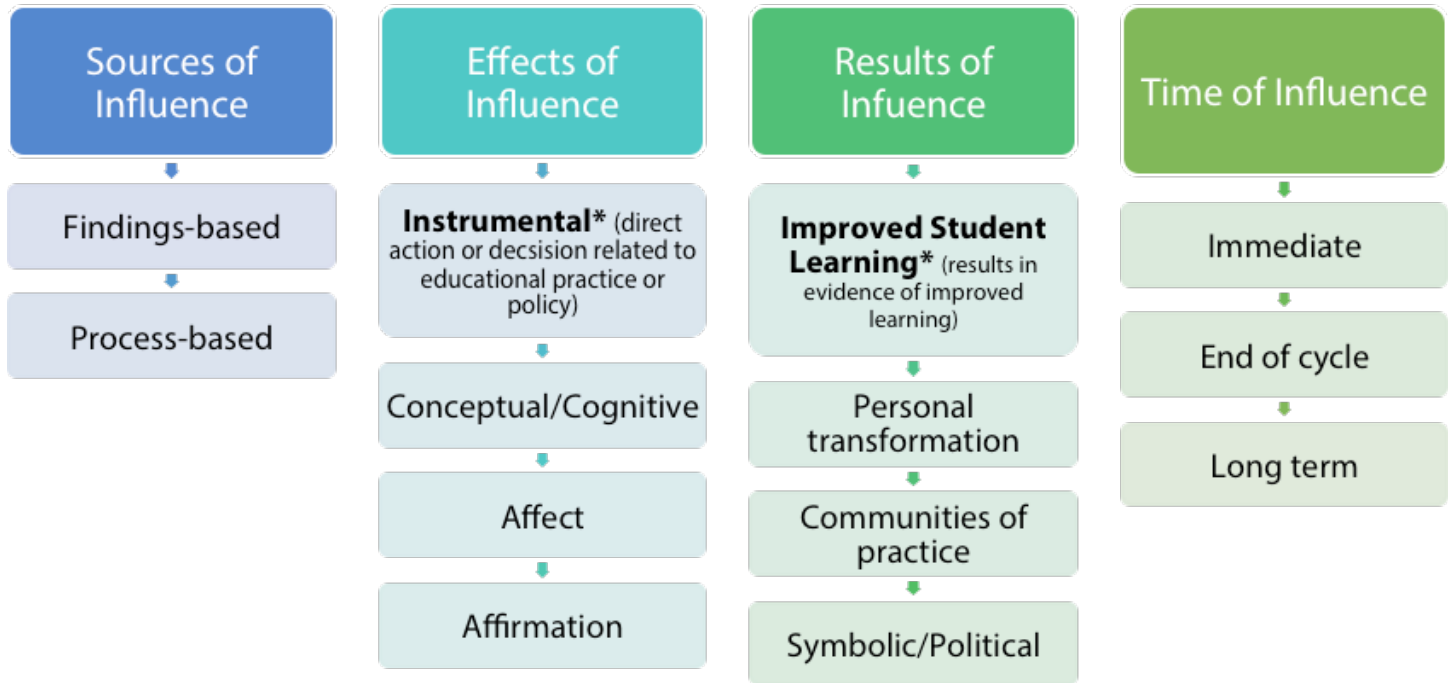 Sources of
Influence
Findings-based
Process-based
Effects of
Influence
Instrumental* (direct
action or decsision related to
educational practice or
policy)
Conceptual/Cognitive
Affect
Affirmation
Results of
Infuence
Improved Student
Learning* (results in
evidence of improved
learning)
Personal
transformation
Communities of
practice
Symbolic/Political
Time of Influence
Immediate
End of cycle
Long term